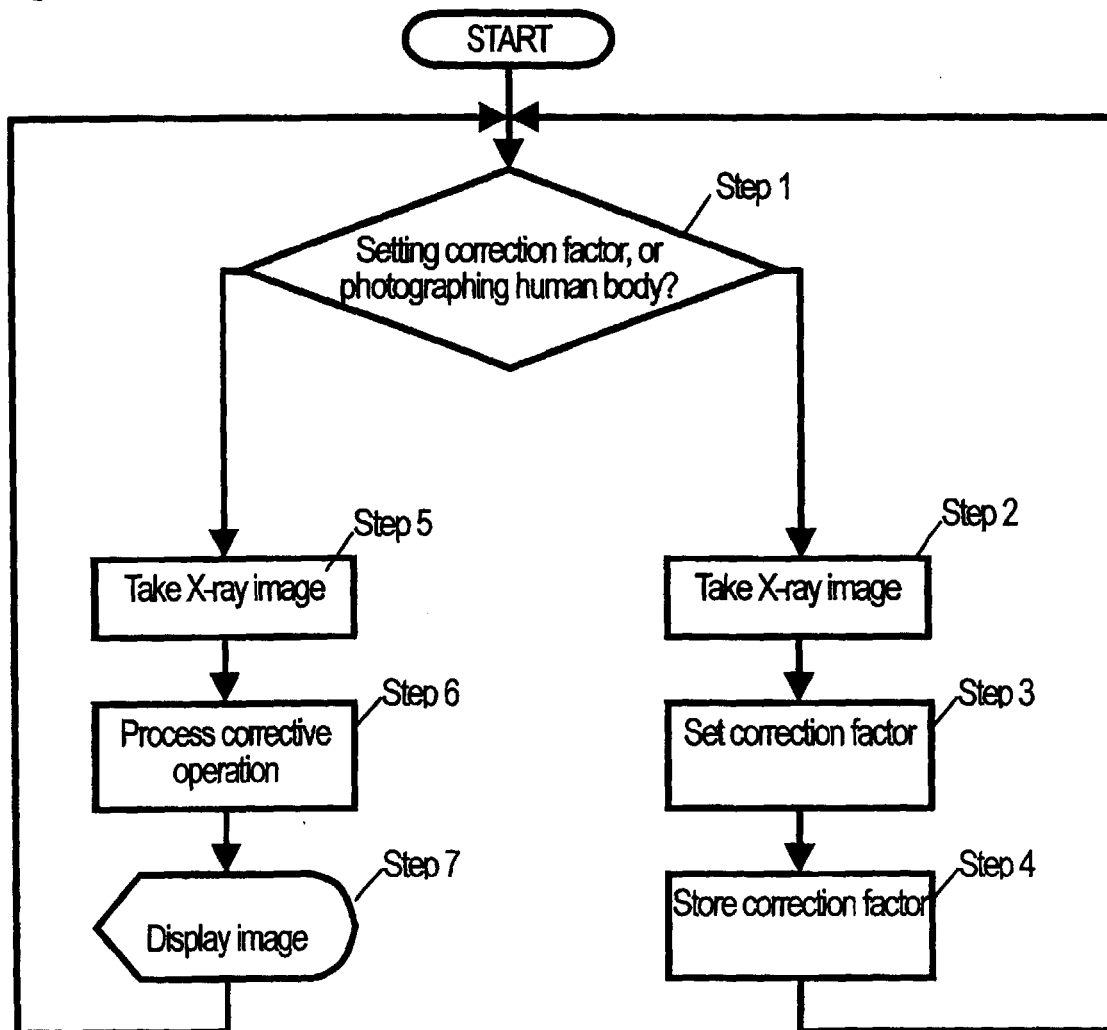 START
Step 1
Setting correction factor, or
photographing human body?
Step 5
Take X-ray image
Step 6
Process corrective
operation
Step 7
Display image
Step 2
Take X-ray image
Step 3
Set correction factor
Step 4
Store correction factor